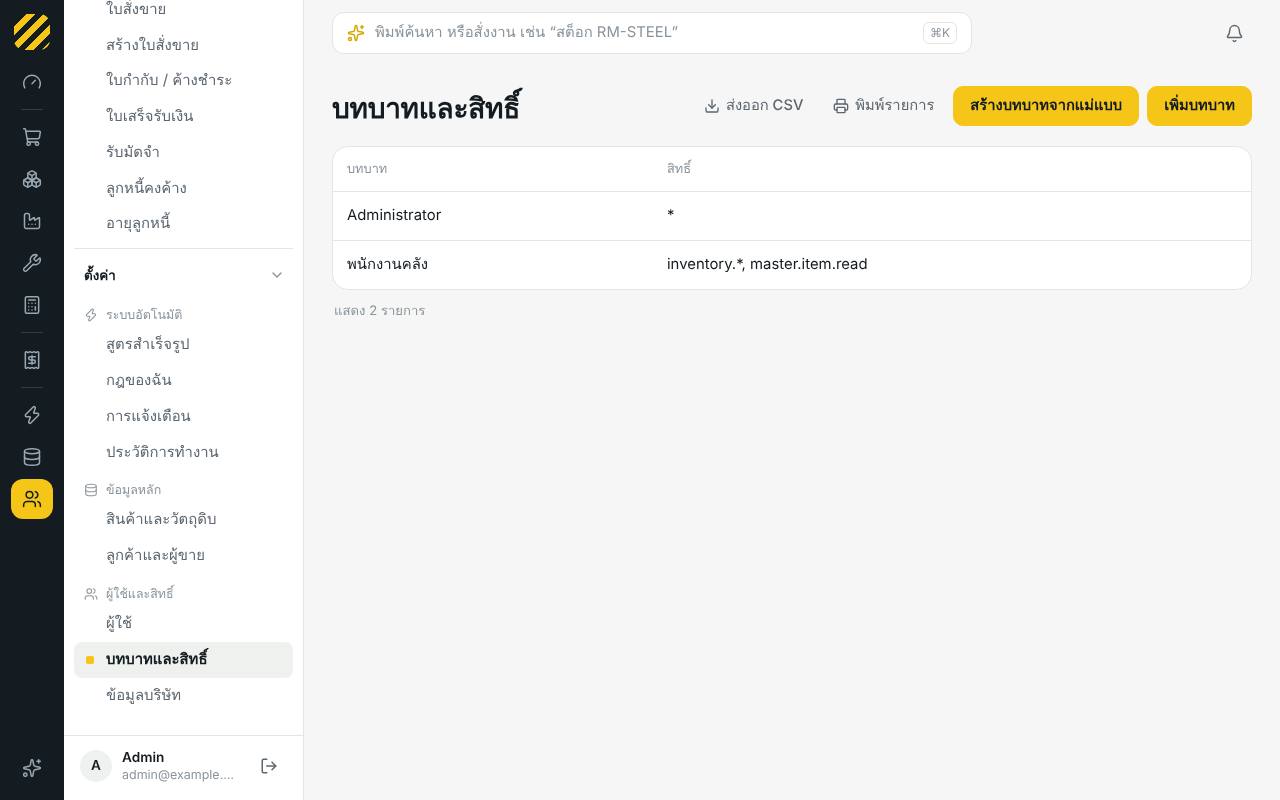 ใบสั่งขาย
สร้างใบสั่งขาย
ใบกำกับ / ค้างชำระ
ใบเสร็จรับเงิน
รับมัดจำ
ลูกหนี้คงค้าง
อายุลูกหนี้
ตั้งค่า
ระบบอัตโนมัติ
สูตรสำเร็จรูป
กฎของฉัน
การแจ้งเตือน
ประวัติการทำงาน
ข้อมูลหลัก
สินค้าและวัตถุดิบ
ลูกค้าและผู้ขาย
ผู้ใช้และสิทธิ์
ผู้ใช้
บทบาทและสิทธิ์
ข้อมูลบริษัท
A
Admin
admin@example....
พิมพ์ค้นหา หรือสั่งงาน เช่น “สต็อก RM-STEEL”
⌘K
บทบาทและสิทธิ์
ส่งออก CSV
พิมพ์รายการ
สร้างบทบาทจากแม่แบบ
เพิ่มบทบาท
บทบาท สิทธิ์
Administrator *
พนักงานคลัง inventory.*, master.item.read
แสดง 2 รายการ